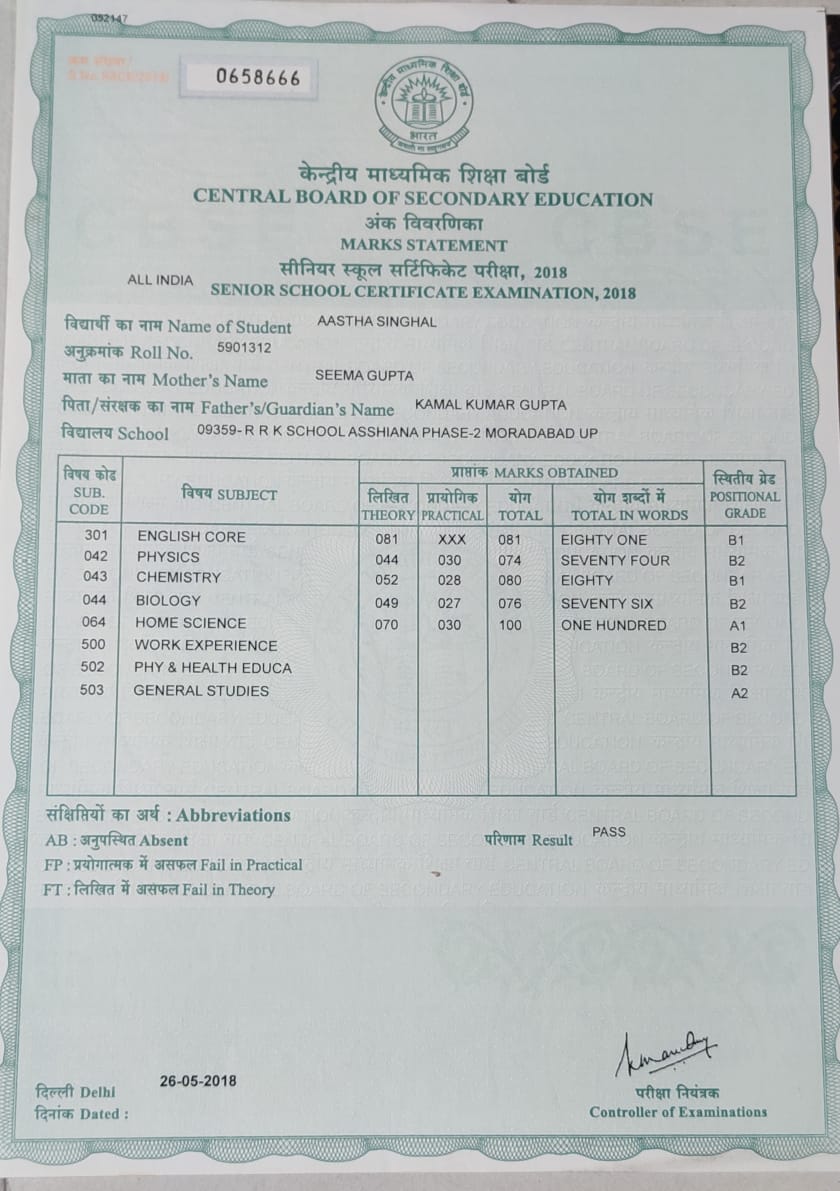 092147
0658666
भारत
केन्द्रीय माध्यमिक शिक्षा बोर्ड
CENTRAL BOARD OF SECONDARY EDUCATION
अंक विवरणिका
MARKS STATEMENT
सीनियर स्कूल सर्टिफिकेट परीक्षा, 2018
ALL INDIA SENIOR SCHOOL CERTIFICATE EXAMINATION, 2018
विद्यार्थी का नाम Name of Student AASTHA SINGHAL
अनुक्रमांक Roll No. 5901312
माता का नाम Mother's Name SEEMA GUPTA
पिता/संरक्षक का नाम Father's/Guardian's Name KAMAL KUMAR GUPTA
विद्यालय School 09359- R R K SCHOOL ASSHIANA PHASE-2 MORADABAD UP
विषय कोड SUB. CODE विषय SUBJECT प्राप्तांक MARKS OBTAINED स्थितीय ग्रेड POSITIONAL GRADE
लिखित THEORY प्रायोगिक PRACTICAL योग TOTAL योग शब्दों में TOTAL IN WORDS
301 ENGLISH CORE 081 XXX 081 EIGHTY ONE B1
042 PHYSICS 044 030 074 SEVENTY FOUR B2
043 CHEMISTRY 052 028 080 EIGHTY B1
044 BIOLOGY 049 027 076 SEVENTY SIX B2
064 HOME SCIENCE 070 030 100 ONE HUNDRED A1
500 WORK EXPERIENCE B2
502 PHY & HEALTH EDUCA B2
503 GENERAL STUDIES A2
संक्षिप्तियों का अर्थ : Abbreviations
AB : अनुपस्थित Absent परिणाम Result PASS
FP : प्रयोगात्मक में असफल Fail in Practical
FT : लिखित में असफल Fail in Theory
दिल्ली Delhi
दिनांक Dated : 26-05-2018
परीक्षा नियंत्रक
Controller of Examinations